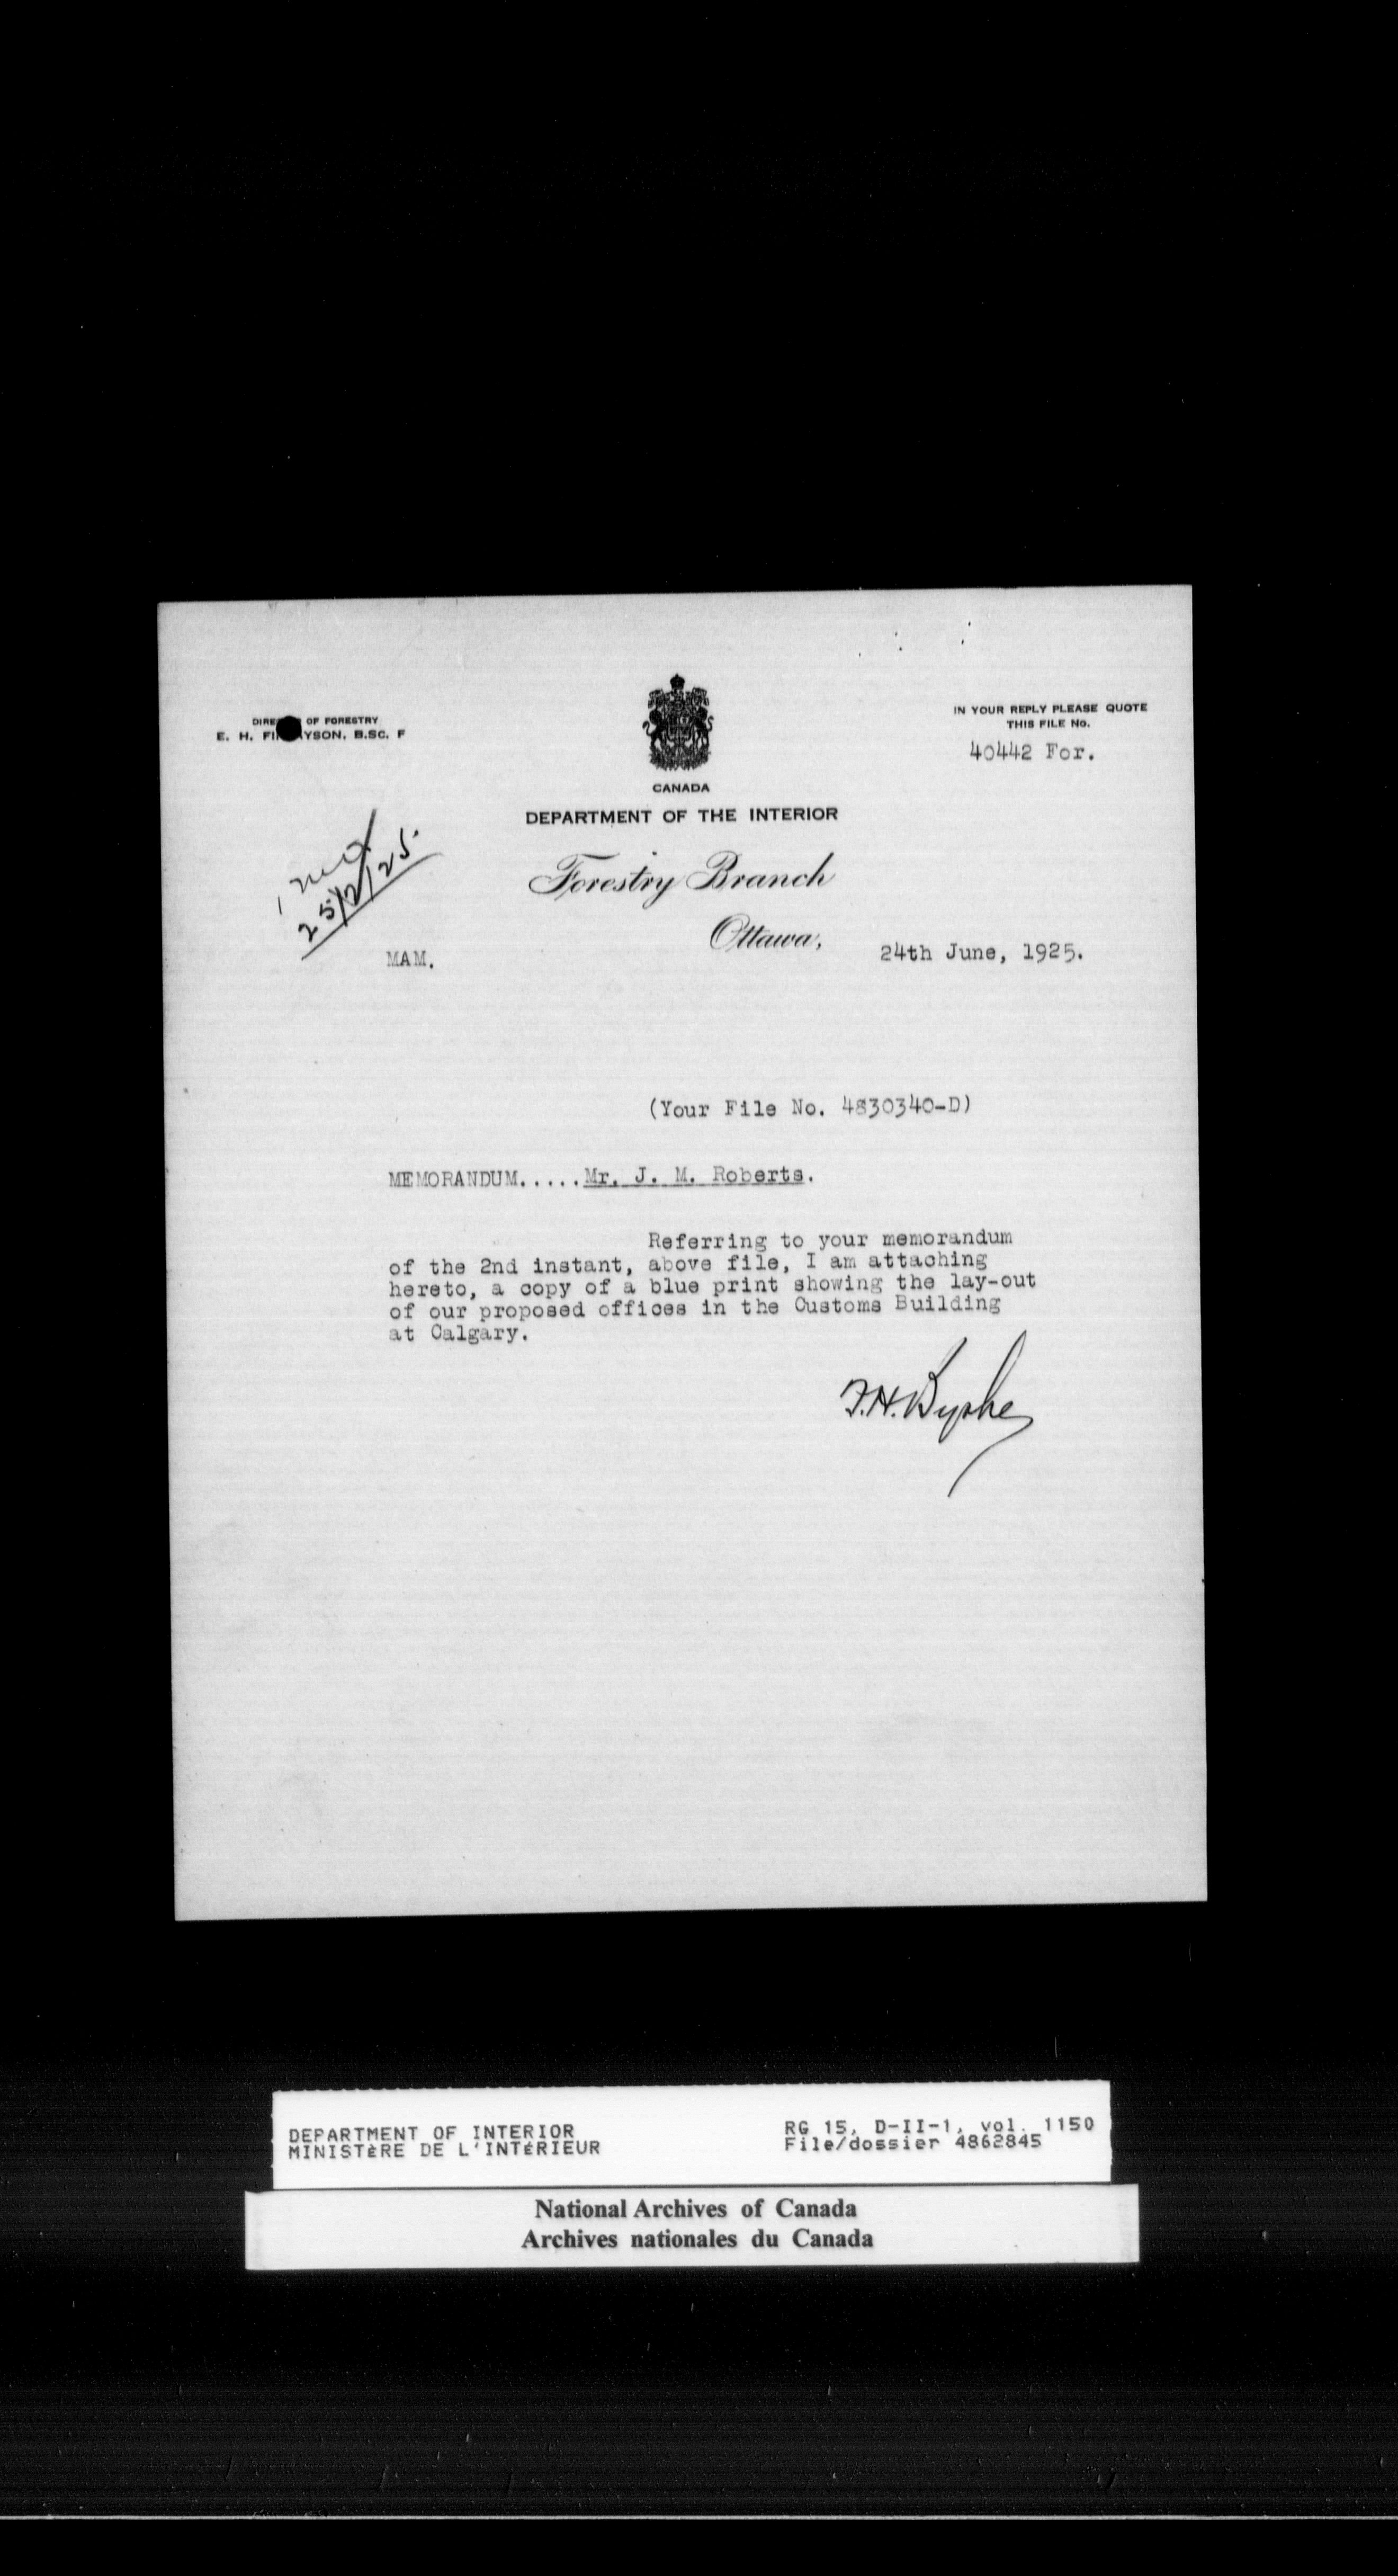 OF FORESTRY
E. H. B.SC. F
IN YOUR REPLY PLEASE QUOTE
THIS FILE No.
40442 For.
CANADA
DEPARTMENT OF THE INTERIOR
Forestry Branch
Ottawa, 24th June, 1925.
MAM.
(Your File No. 4830340-D)
MEMORANDUM.....Mr. J. M. Roberts.
Referring to your memorandum
of the 2nd instant, above file, I am attaching
hereto, a copy of a blue print showing the lay-out
of our proposed offices in the Customs Building
at Calgary.
DEPARTMENT OF INTERIOR
MINISTÈRE DE L'INTÉRIEUR
RG 15, D-II-1, vol. 1150
File/dossier 4862845
National Archives of Canada
Archives nationales du Canada